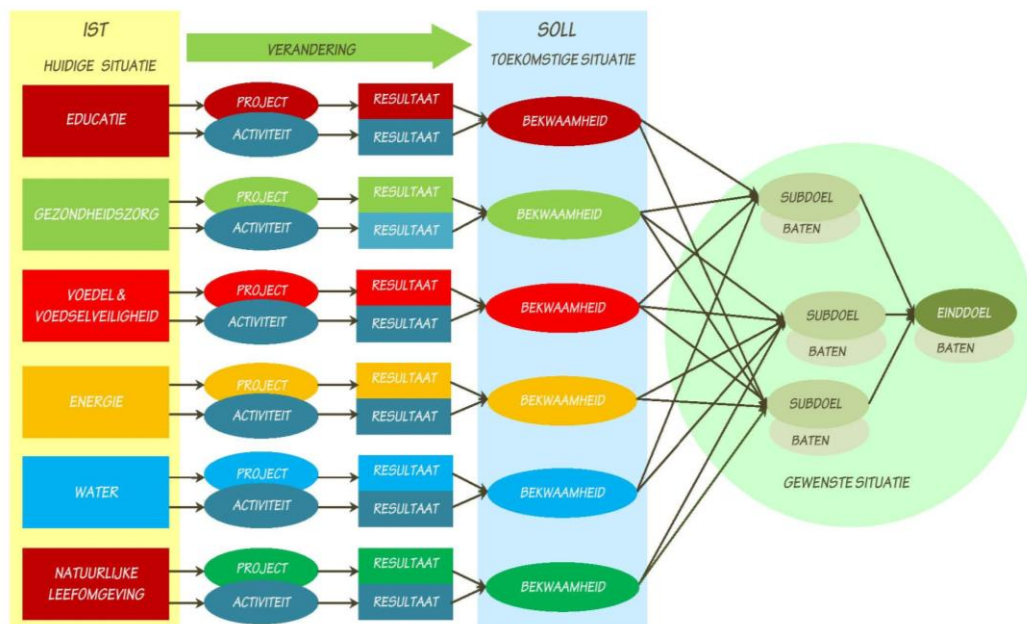 IST
HUIDIGE SITUATIE
VERANDERING
SOLL
TOEKOMSTIGE SITUATIE
EDUCATIE
PROJECT
ACTIVITEIT
RESULTAAT
RESULTAAT
BEKWAAMHEID
GEZONDHEIDSZORG
PROJECT
ACTIVITEIT
RESULTAAT
RESULTAAT
BEKWAAMHEID
VOEDEL &
VOEDSELVEILIGHEID
PROJECT
ACTIVITEIT
RESULTAAT
RESULTAAT
BEKWAAMHEID
ENERGIE
PROJECT
ACTIVITEIT
RESULTAAT
RESULTAAT
BEKWAAMHEID
WATER
PROJECT
ACTIVITEIT
RESULTAAT
RESULTAAT
BEKWAAMHEID
NATUURLIJKE
LEEFOMGEVING
PROJECT
ACTIVITEIT
RESULTAAT
RESULTAAT
BEKWAAMHEID
SUBDOEL
BATEN
SUBDOEL
BATEN
SUBDOEL
BATEN
EINDDOEL
BATEN
GEWENSTE SITUATIE